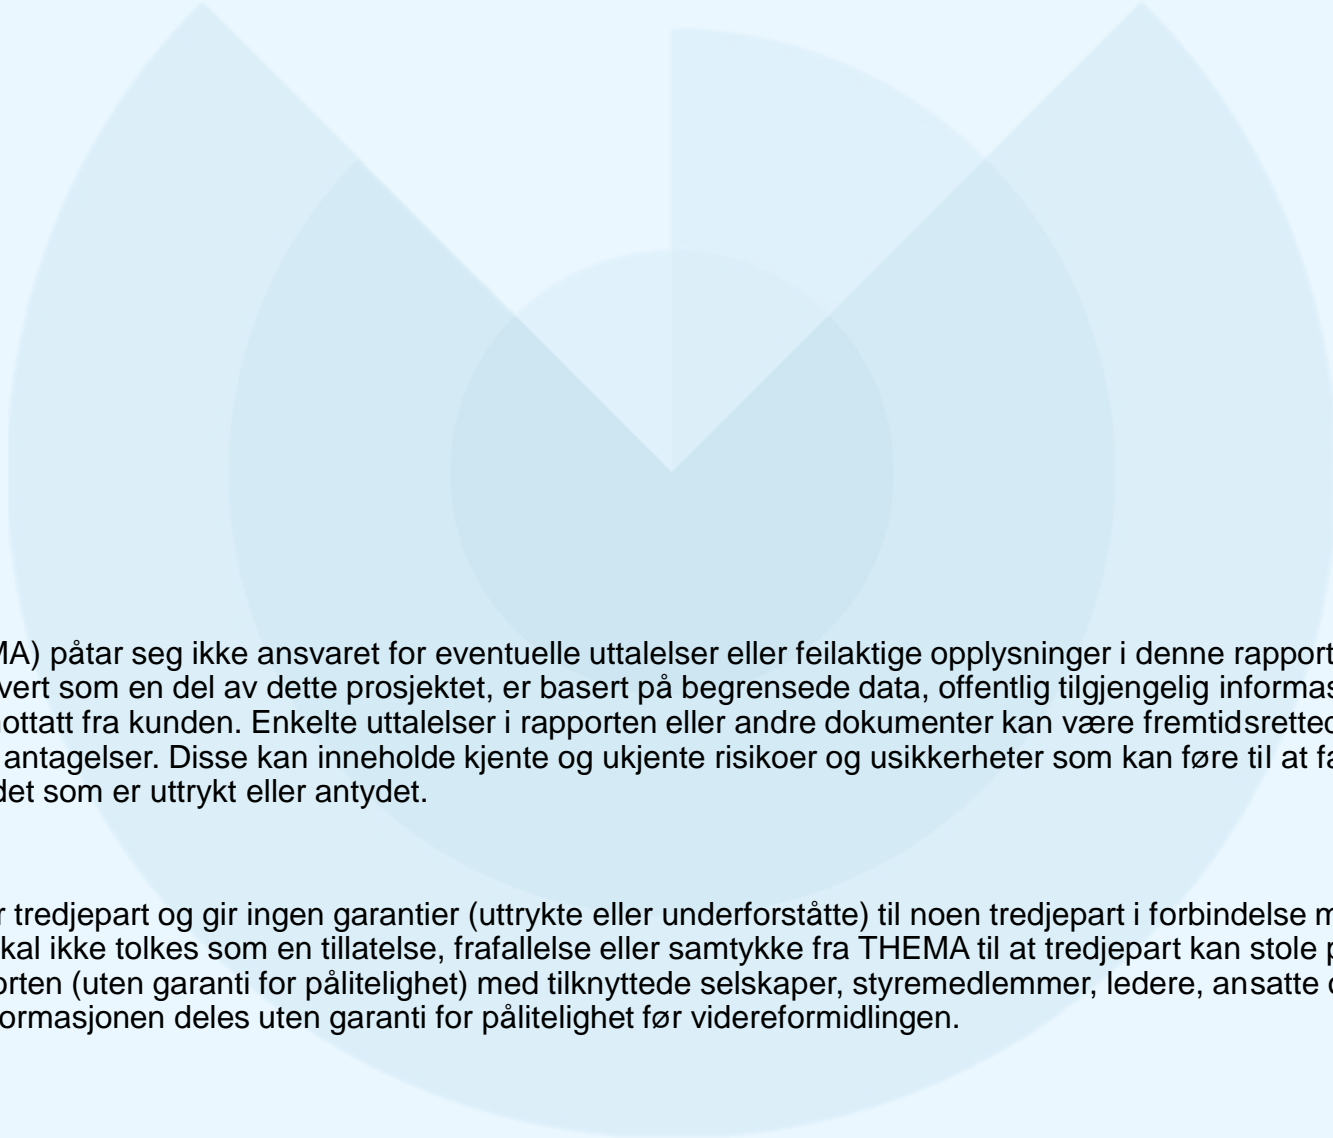 MA) påtar seg ikke ansvaret for eventuelle uttalelser eller feilaktige opplysninger i denne rapport
vert som en del av dette prosjektet, er basert på begrensede data, offentlig tilgjengelig informas
ottatt fra kunden. Enkelte uttalelser i rapporten eller andre dokumenter kan være fremtidsretted
antagelser. Disse kan inneholde kjente og ukjente risikoer og usikkerheter som kan føre til at fa
det som er uttrykt eller antydet.
r tredjepart og gir ingen garantier (uttrykte eller underforståtte) til noen tredjepart i forbindelse m
kal ikke tolkes som en tillatelse, frafallelse eller samtykke fra THEMA til at tredjepart kan stole p
orten (uten garanti for pålitelighet) med tilknyttede selskaper, styremedlemmer, ledere, ansatte o
formasjonen deles uten garanti for pålitelighet før videreformidlingen.